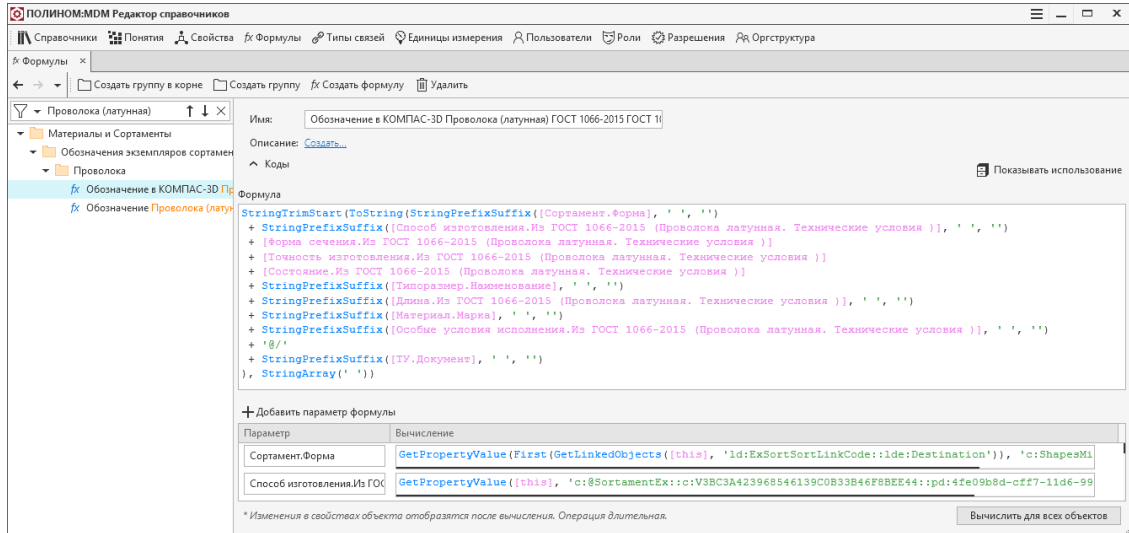 ПОЛИНОМ:MDM Редактор справочников
Справочники Понятия Свойства fx Формулы Типы связей Единицы измерения Пользователи Роли Разрешения Оргструктура
fx Формулы ×
Создать группу в корне Создать группу fx Создать формулу Удалить
Проволока (латунная)
Материалы и Сортаменты
Обозначения экземпляров сортамен
Проволока
fx Обозначение в КОМПАС-3D Пр
fx Обозначение Проволока (латун
Имя: Обозначение в КОМПАС-3D Проволока (латунная) ГОСТ 1066-2015 ГОСТ 10
Описание: Создать...
Коды
Показывать использование
Формула
StringTrimStart(ToString(StringPrefixSuffix([Сортамент.Форма], ' ', '')
+ StringPrefixSuffix([Способ изготовления.Из ГОСТ 1066-2015 (Проволока латунная. Технические условия )], ' ', '')
+ [Форма сечения.Из ГОСТ 1066-2015 (Проволока латунная. Технические условия )]
+ [Точность изготовления.Из ГОСТ 1066-2015 (Проволока латунная. Технические условия )]
+ [Состояние.Из ГОСТ 1066-2015 (Проволока латунная. Технические условия )]
+ StringPrefixSuffix([Типоразмер.Наименование], ' ', '')
+ StringPrefixSuffix([Длина.Из ГОСТ 1066-2015 (Проволока латунная. Технические условия )], ' ', '')
+ StringPrefixSuffix([Материал.Марка], ' ', '')
+ StringPrefixSuffix([Особые условия исполнения.Из ГОСТ 1066-2015 (Проволока латунная. Технические условия )], ' ', '')
+ '@/'
+ StringPrefixSuffix([ТУ.Документ], ' ', '')
), StringArray(' '))
Добавить параметр формулы
Параметр Вычисление
Сортамент.Форма GetPropertyValue(First(GetLinkedObjects([this], 'ld:ExSortSortLinkCode::lde:Destination')), 'c:ShapesMi
Способ изготовления.Из ГОС GetPropertyValue([this], 'c:@SortamentEx::c:V3BC3A423968546139C0B33B46F8BEE44::pd:4fe09b8d-cff7-11d6-99
* Изменения в свойствах объекта отобразятся после вычисления. Операция длительная.
Вычислить для всех объектов